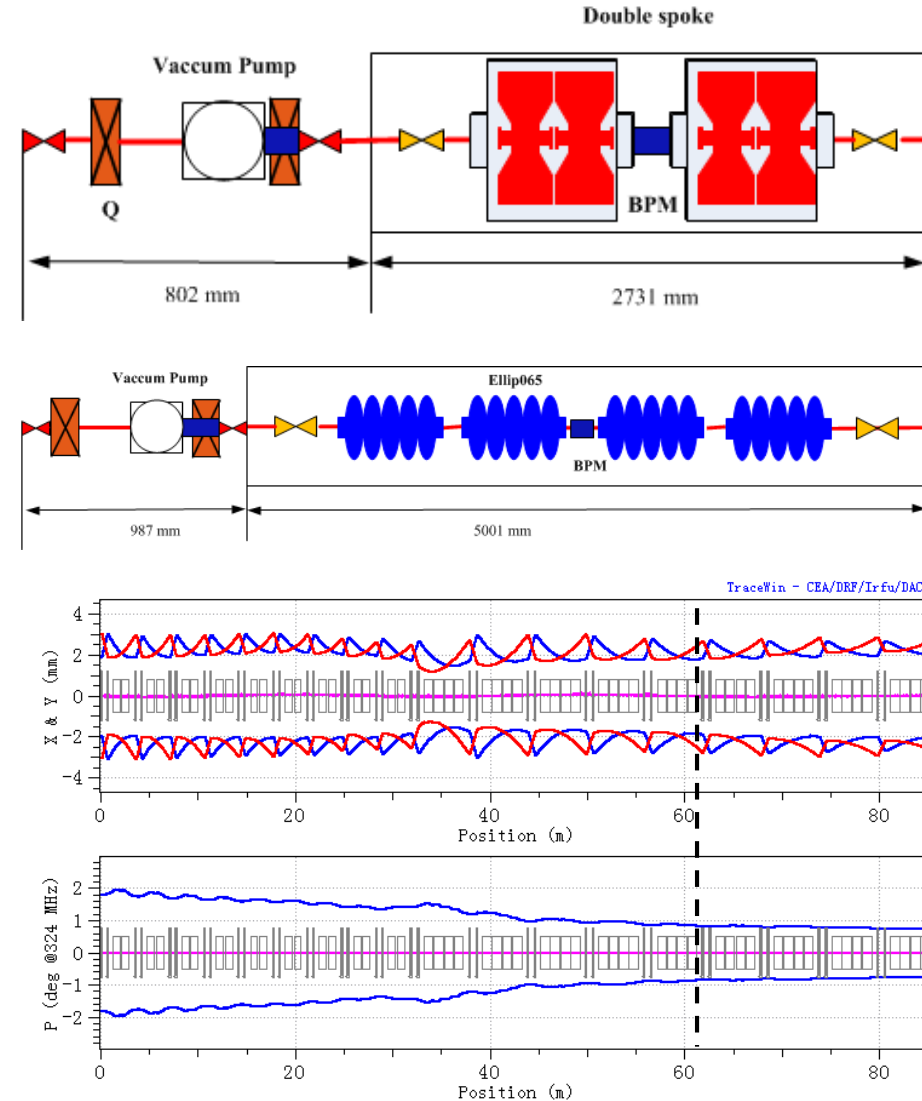 Double spoke
Vaccum Pump
Q
BPM
802 mm
2731 mm
Vaccum Pump
Ellip065
BPM
987 mm
5001 mm
TraceWin - CEA/DRF/Irfu/DAC
X & Y (mm)
4
2
0
-2
-4
0 20 40 60 80
Position (m)
P (deg @324 MHz)
2
1
0
-1
-2
0 20 40 60 80
Position (m)